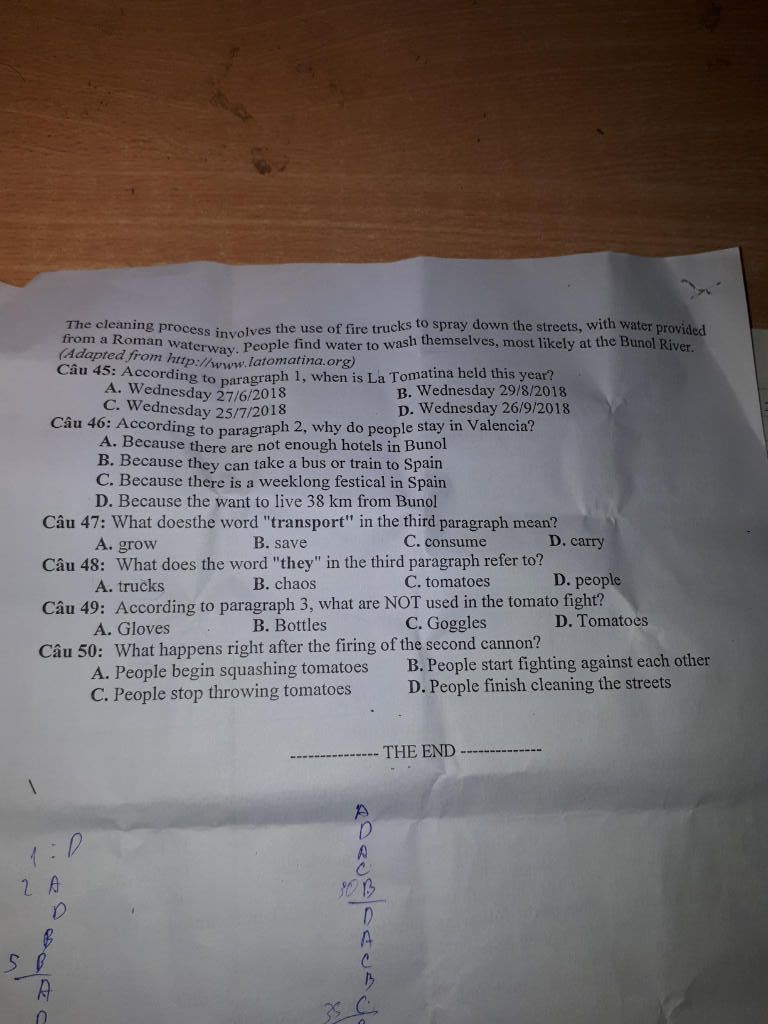 The cleaning process involves the use of fire trucks to spray down the streets, with water provided
from a Roman waterway. People find water to wash themselves, most likely at the Bunol River.
(Adapted from http://www.latomatina.org)
Câu 45: According to paragraph 1, when is La Tomatina held this year?
A. Wednesday 27/6/2018 B. Wednesday 29/8/2018
C. Wednesday 25/7/2018 D. Wednesday 26/9/2018
Câu 46: According to paragraph 2, why do people stay in Valencia?
A. Because there are not enough hotels in Bunol
B. Because they can take a bus or train to Spain
C. Because there is a weeklong festical in Spain
D. Because the want to live 38 km from Bunol
Câu 47: What doesthe word "transport" in the third paragraph mean?
A. grow B. save C. consume D. carry
Câu 48: What does the word "they" in the third paragraph refer to?
A. trucks B. chaos C. tomatoes D. people
Câu 49: According to paragraph 3, what are NOT used in the tomato fight?
A. Gloves B. Bottles C. Goggles D. Tomatoes
Câu 50: What happens right after the firing of the second cannon?
A. People begin squashing tomatoes B. People start fighting against each other
C. People stop throwing tomatoes D. People finish cleaning the streets
--------------- THE END --------------
1 : D
2 A
D
B
5 B
A
D
A
D
A
C
30 B
D
A
C
B
35 C